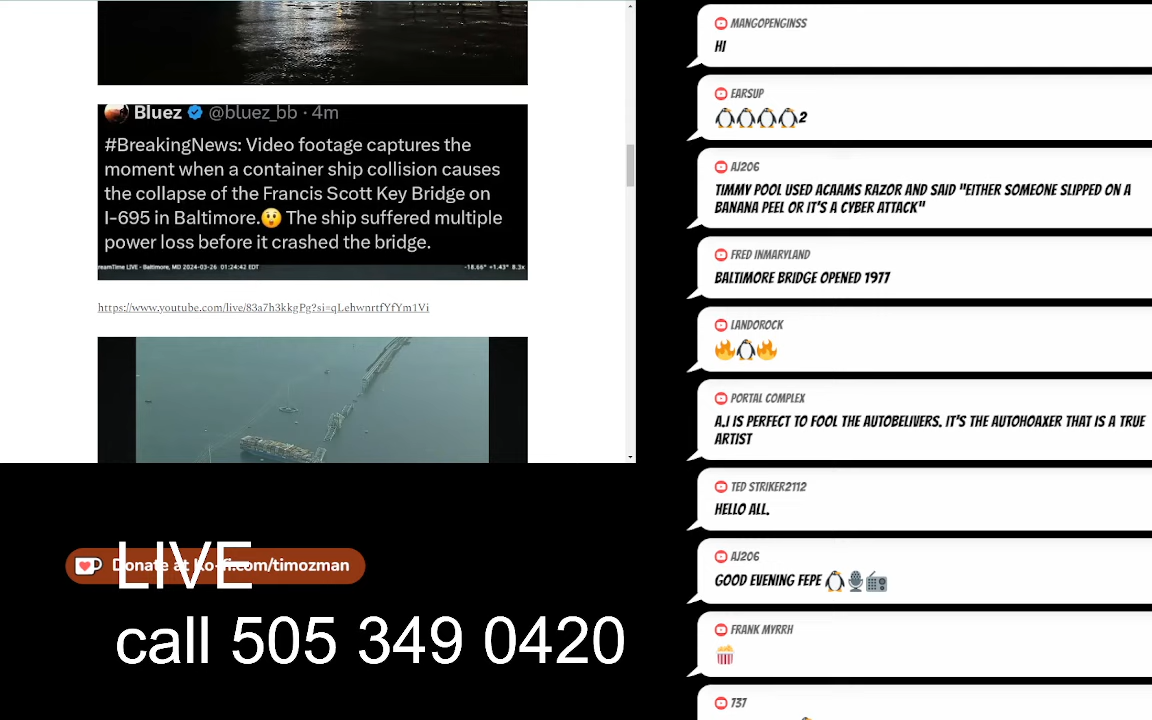 Bluez @bluez_bb · 4m
#BreakingNews: Video footage captures the
moment when a container ship collision causes
the collapse of the Francis Scott Key Bridge on
I-695 in Baltimore.😲 The ship suffered multiple
power loss before it crashed the bridge.
reamTime LIVE - Baltimore, MD 2024-03-26 01:24:42 EDT
-18.66° +1.43° 8.3x
https://www.youtube.com/live/83a7h3kkgPg?si=qLehwnrtfYfYm1Vi
LIVE
Donate at ko-fi.com/timozman
call 505 349 0420
MANGOPENGINSS
HI
EARSUP
🐧🐧🐧🐧2
AJ206
TIMMY POOL USED ACAAMS RAZOR AND SAID "EITHER SOMEONE SLIPPED ON A
BANANA PEEL OR IT'S A CYBER ATTACK"
FRED INMARYLAND
BALTIMORE BRIDGE OPENED 1977
LANDOROCK
🔥🐧🔥
PORTAL COMPLEX
A.I IS PERFECT TO FOOL THE AUTOBELIVERS. IT'S THE AUTOHOAXER THAT IS A TRUE
ARTIST
TED STRIKER2112
HELLO ALL.
AJ206
GOOD EVENING FEPE 🐧🎙️📻
FRANK MYRRH
🍿
737